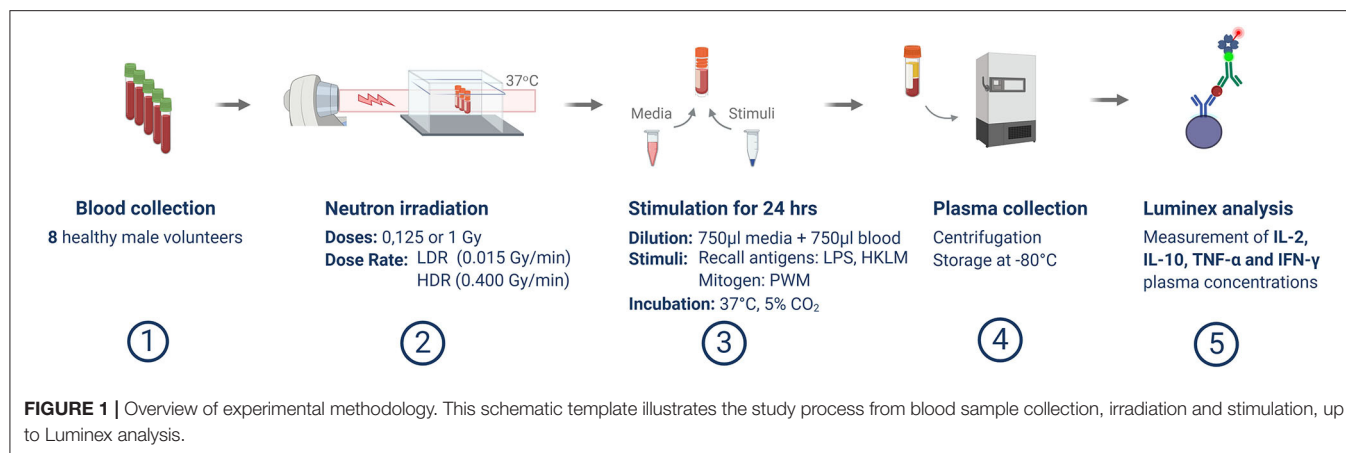 37°C
Media
Stimuli
Blood collection
8 healthy male volunteers
Neutron irradiation
Doses: 0,125 or 1 Gy
Dose Rate: LDR (0.015 Gy/min)
HDR (0.400 Gy/min)
Stimulation for 24 hrs
Dilution: 750µl media + 750µl blood
Stimuli: Recall antigens: LPS, HKLM
Mitogen: PWM
Incubation: 37°C, 5% CO₂
Plasma collection
Centrifugation
Storage at -80°C
Luminex analysis
Measurement of IL-2,
IL-10, TNF-α and IFN-γ
plasma concentrations
1
2
3
4
5
FIGURE 1 | Overview of experimental methodology. This schematic template illustrates the study process from blood sample collection, irradiation and stimulation, up
to Luminex analysis.